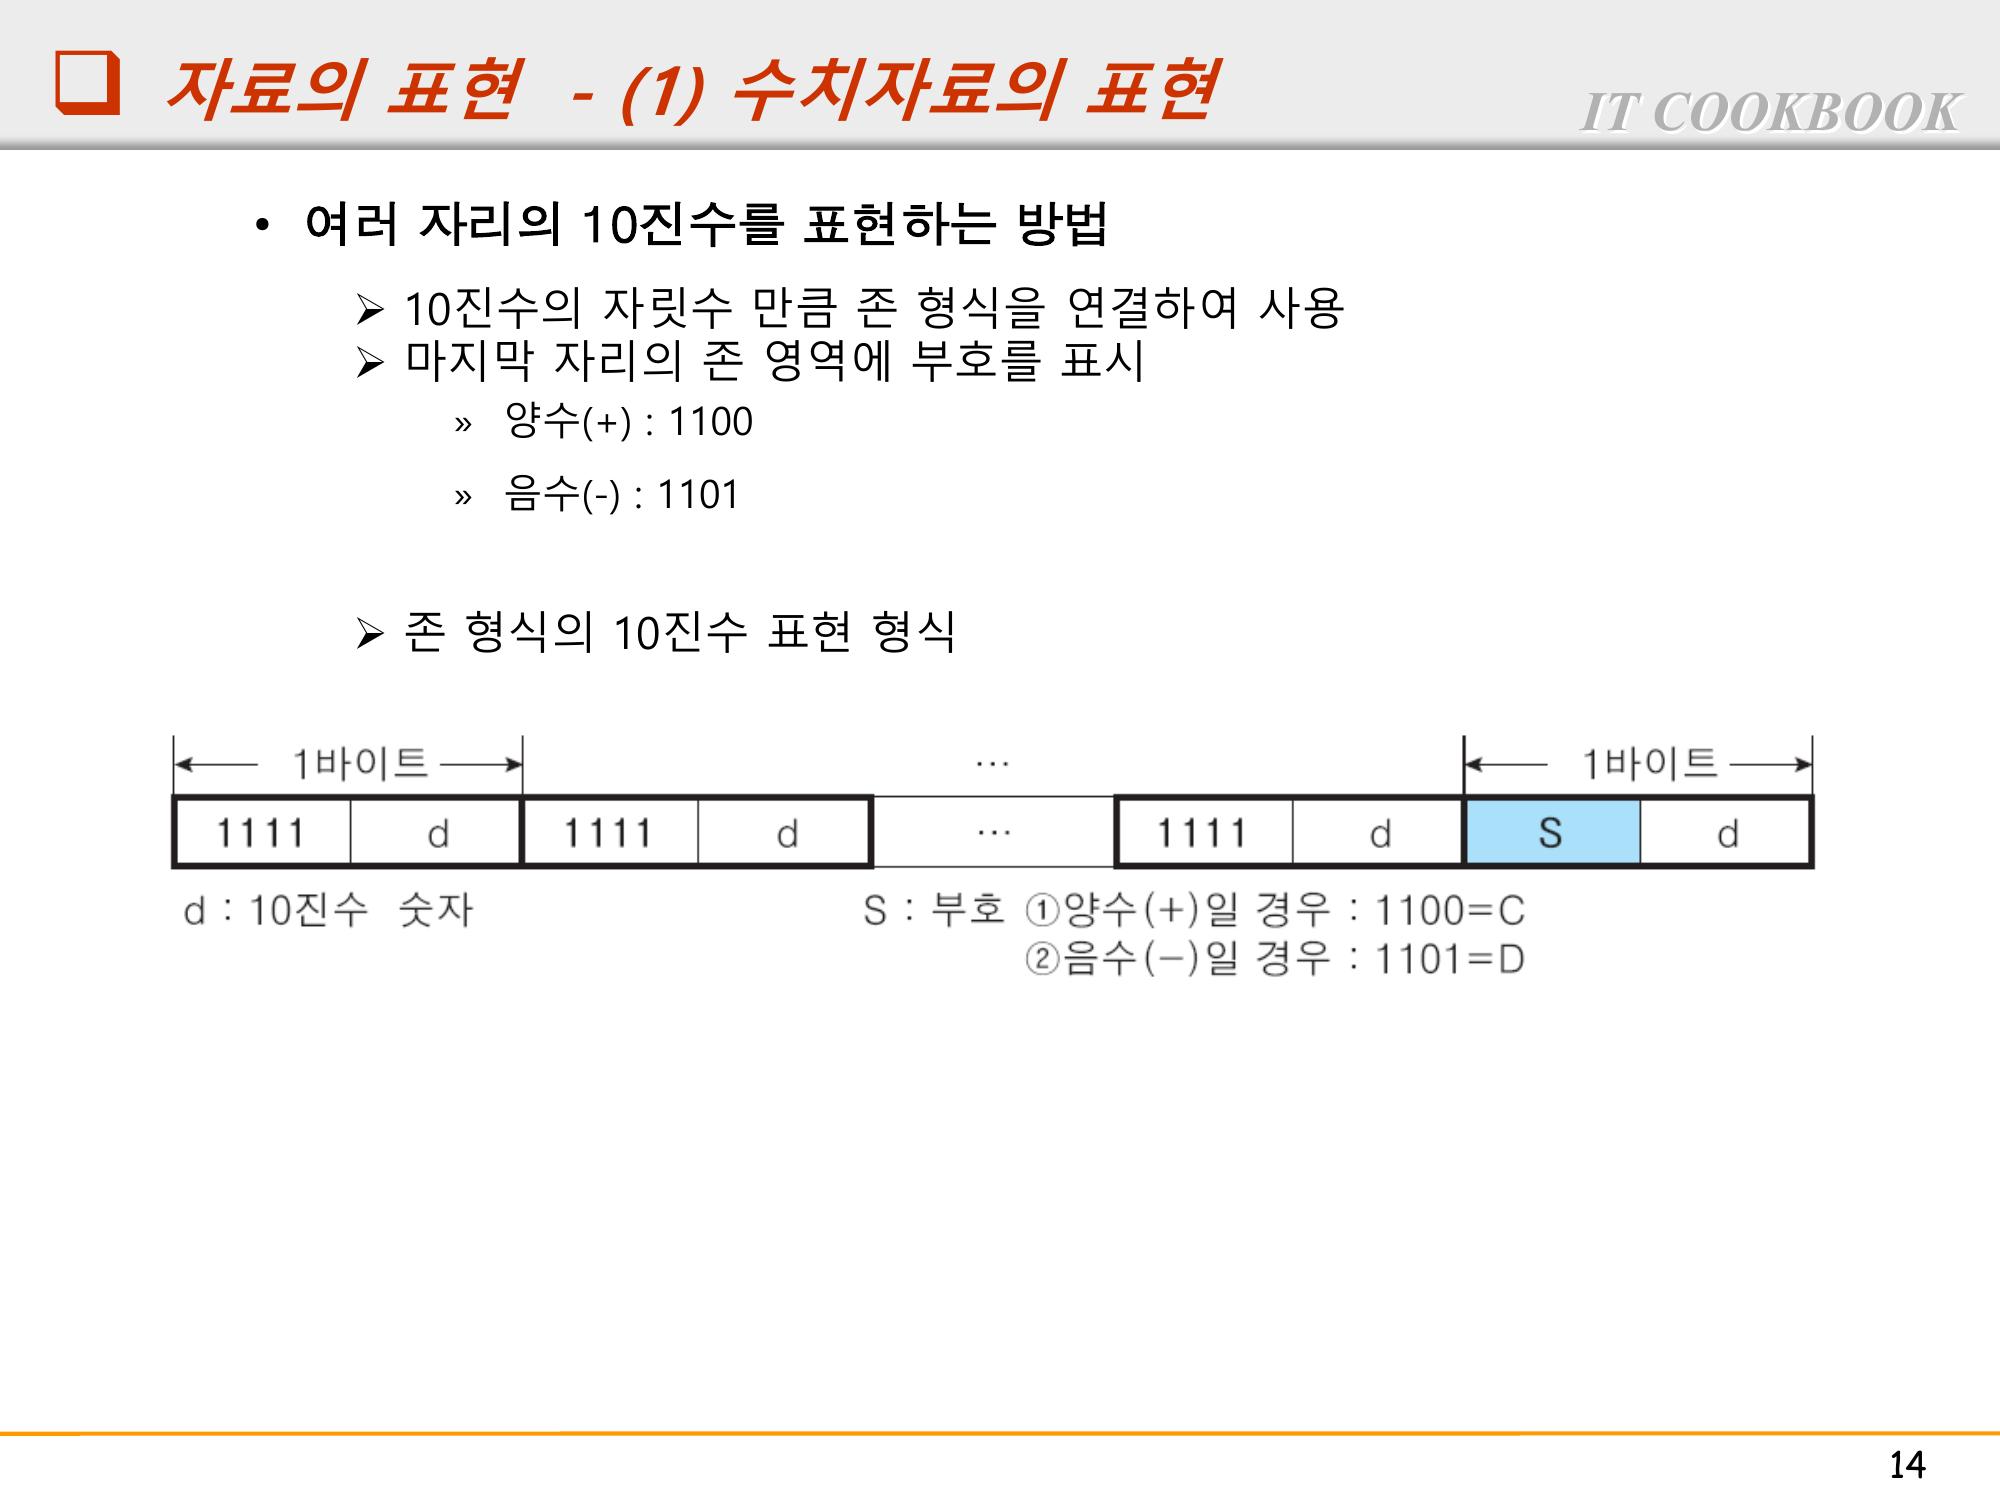 ❑ 자료의 표현 - (1) 수치자료의 표현
IT COOKBOOK
• 여러 자리의 10진수를 표현하는 방법
➢ 10진수의 자릿수 만큼 존 형식을 연결하여 사용
➢ 마지막 자리의 존 영역에 부호를 표시
» 양수(+) : 1100
» 음수(-) : 1101
➢ 존 형식의 10진수 표현 형식
1바이트 … 1바이트
1111 d 1111 d … 1111 d S d
d : 10진수 숫자 S : 부호 ①양수(+)일 경우 : 1100=C
②음수(−)일 경우 : 1101=D
14